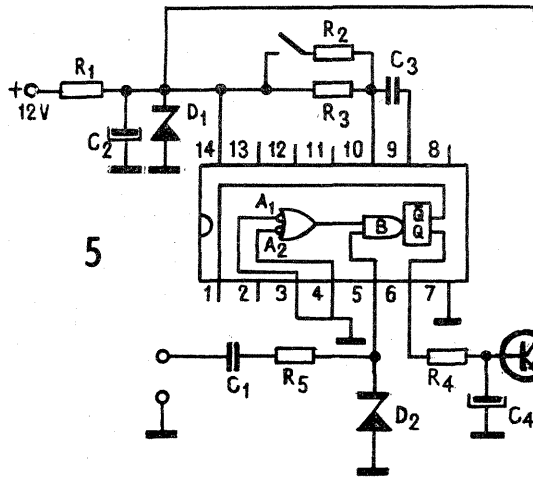 R₂
R₁
C₃
+
12V
D₁
R₃
C₂
14 13 12 11 10 9 8
A₁
A₂
B
Q̅
Q
5
1 2 3 4 5 6 7
C₁
R₅
D₂
R₄
C₄